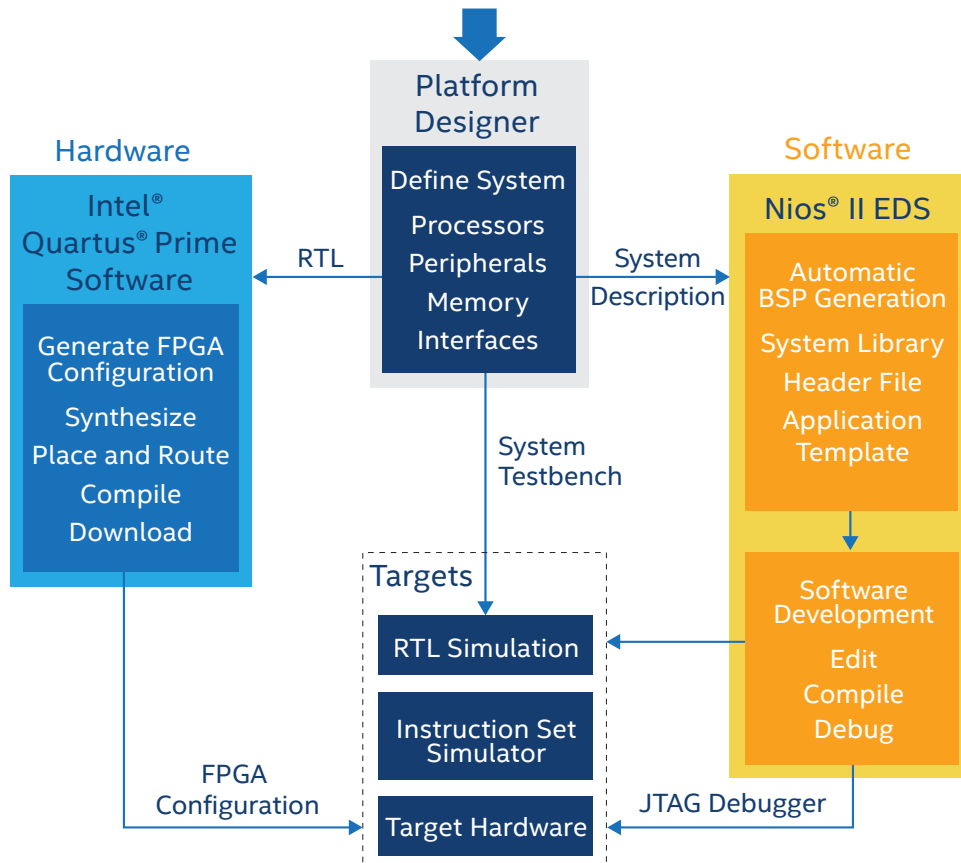 Platform
Designer
Define System
Processors
Peripherals
Memory
Interfaces
Hardware
Intel®
Quartus® Prime
Software
Generate FPGA
Configuration
Synthesize
Place and Route
Compile
Download
RTL
System
Description
Software
Nios® II EDS
Automatic
BSP Generation
System Library
Header File
Application
Template
Software
Development
Edit
Compile
Debug
System
Testbench
Targets
RTL Simulation
Instruction Set
Simulator
Target Hardware
FPGA
Configuration
JTAG Debugger